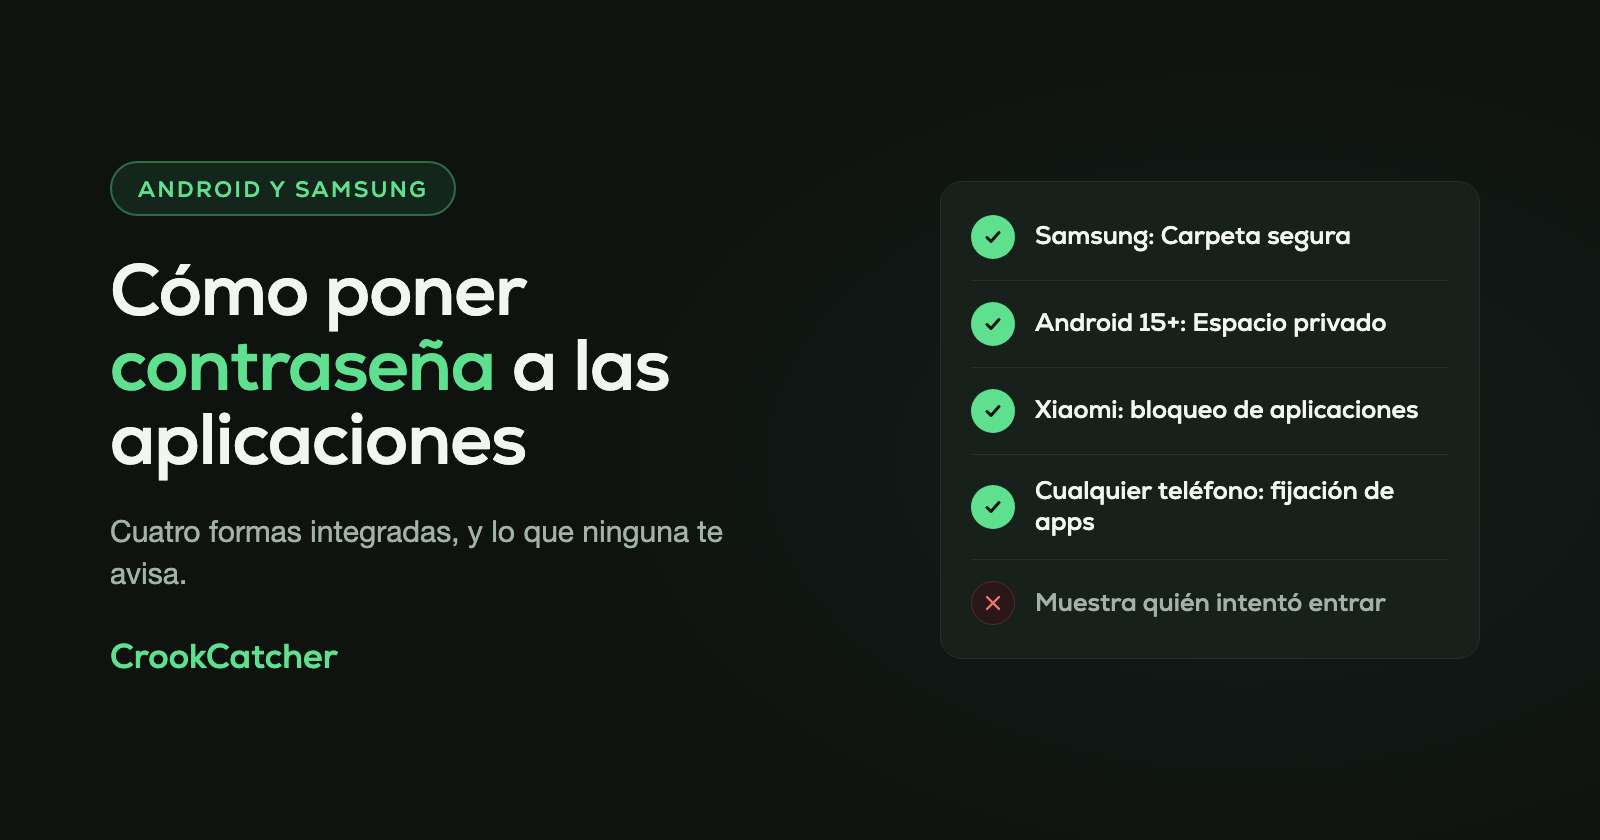 ANDROID Y SAMSUNG
Cómo poner
contraseña a las
aplicaciones
Cuatro formas integradas, y lo que ninguna te
avisa.
CrookCatcher
Samsung: Carpeta segura
Android 15+: Espacio privado
Xiaomi: bloqueo de aplicaciones
Cualquier teléfono: fijación de
apps
Muestra quién intentó entrar